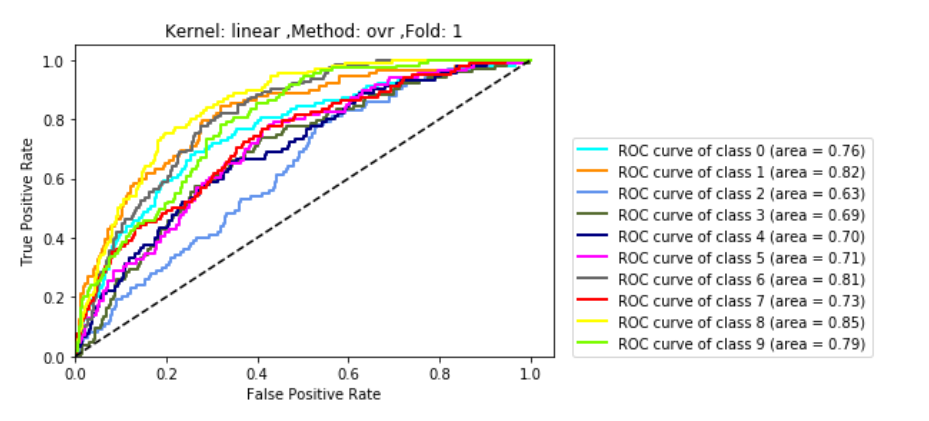 Kernel: linear ,Method: ovr ,Fold: 1
True Positive Rate
1.0
0.8
0.6
0.4
0.2
0.0
0.0 0.2 0.4 0.6 0.8 1.0
False Positive Rate
ROC curve of class 0 (area = 0.76)
ROC curve of class 1 (area = 0.82)
ROC curve of class 2 (area = 0.63)
ROC curve of class 3 (area = 0.69)
ROC curve of class 4 (area = 0.70)
ROC curve of class 5 (area = 0.71)
ROC curve of class 6 (area = 0.81)
ROC curve of class 7 (area = 0.73)
ROC curve of class 8 (area = 0.85)
ROC curve of class 9 (area = 0.79)